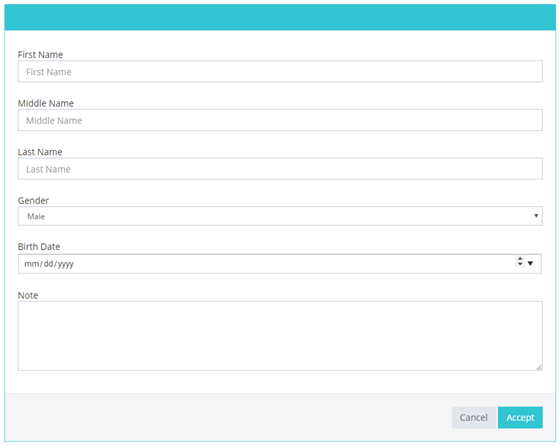 First Name
First Name
Middle Name
Middle Name
Last Name
Last Name
Gender
Male
Birth Date
mm/dd/yyyy
Note
Cancel Accept